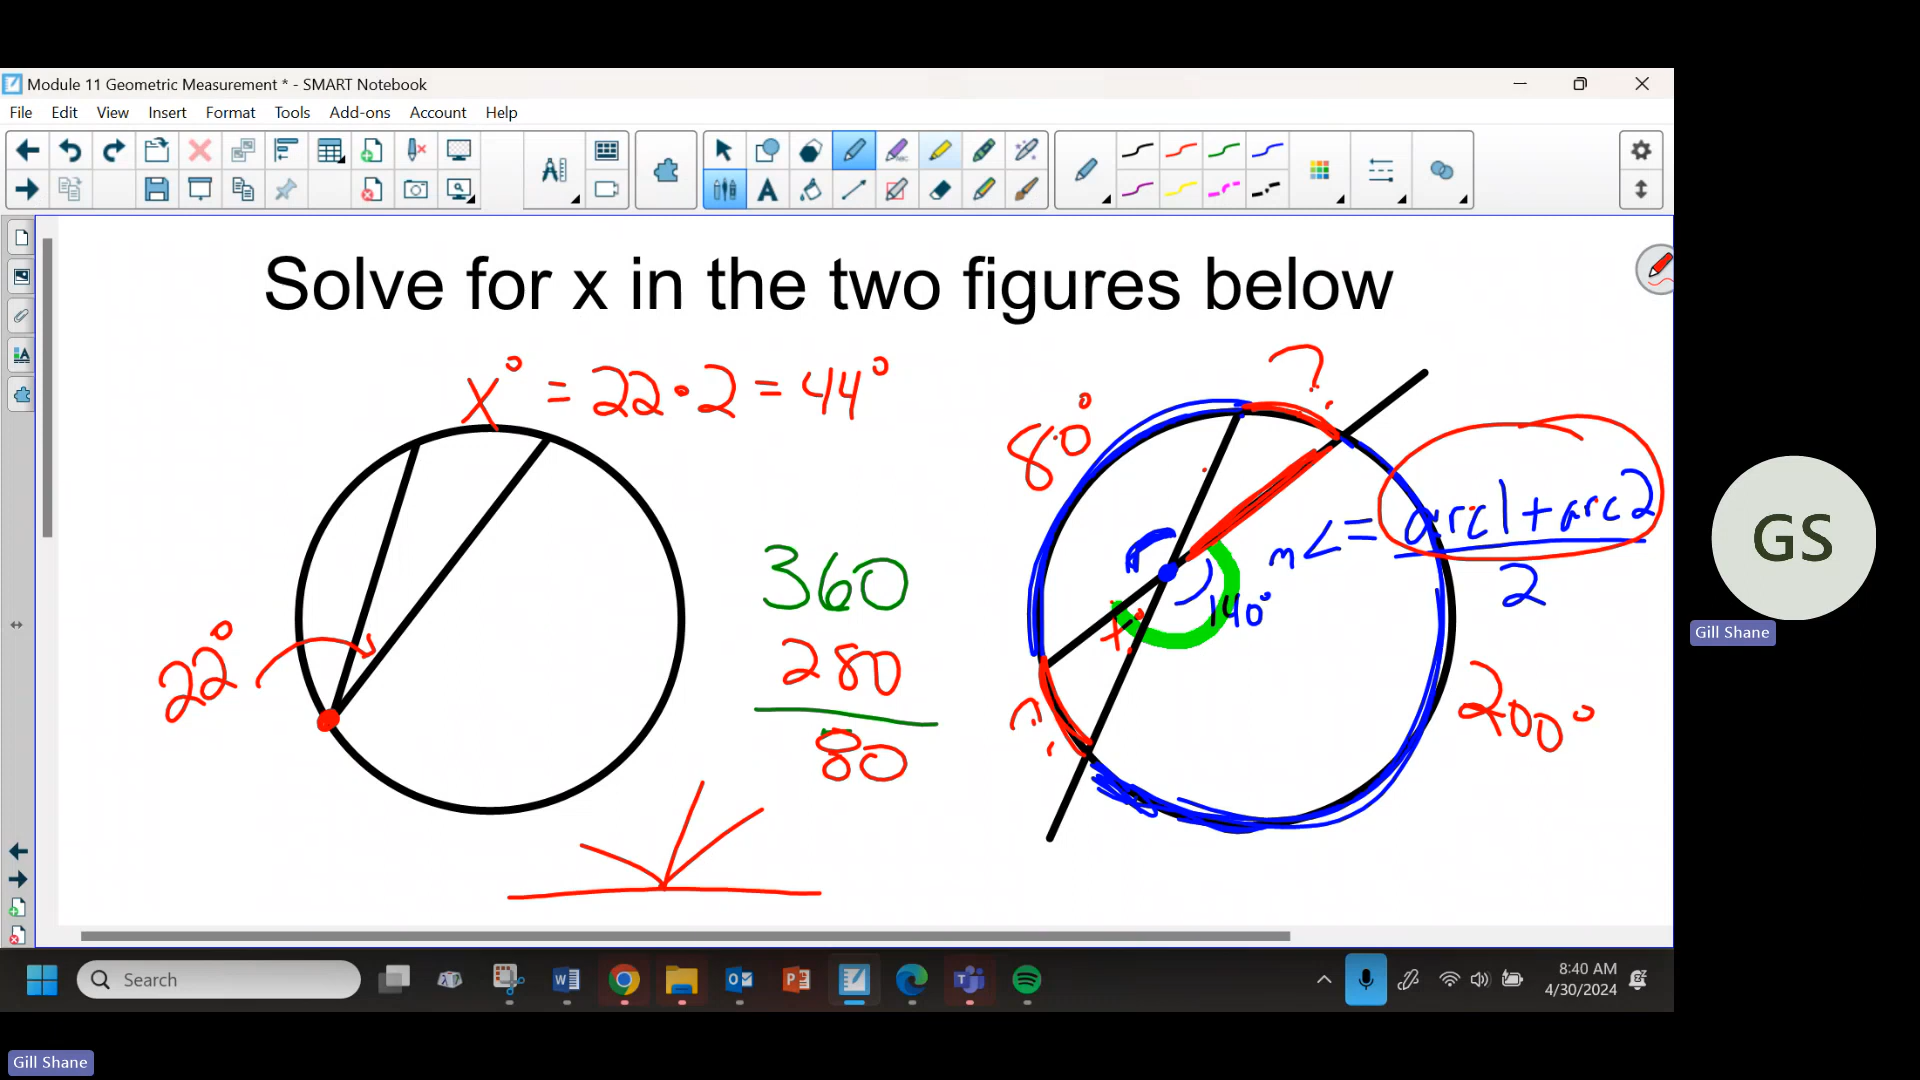 Module 11 Geometric Measurement * - SMART Notebook
File Edit View Insert Format Tools Add-ons Account Help
Solve for x in the two figures below
x° = 22 • 2 = 44°
?
80°
m∠ = arc1 + arc2
2
360
280
80
140°
x°
22°
200°
?
GS
Gill Shane
Search
8:40 AM
4/30/2024
Gill Shane